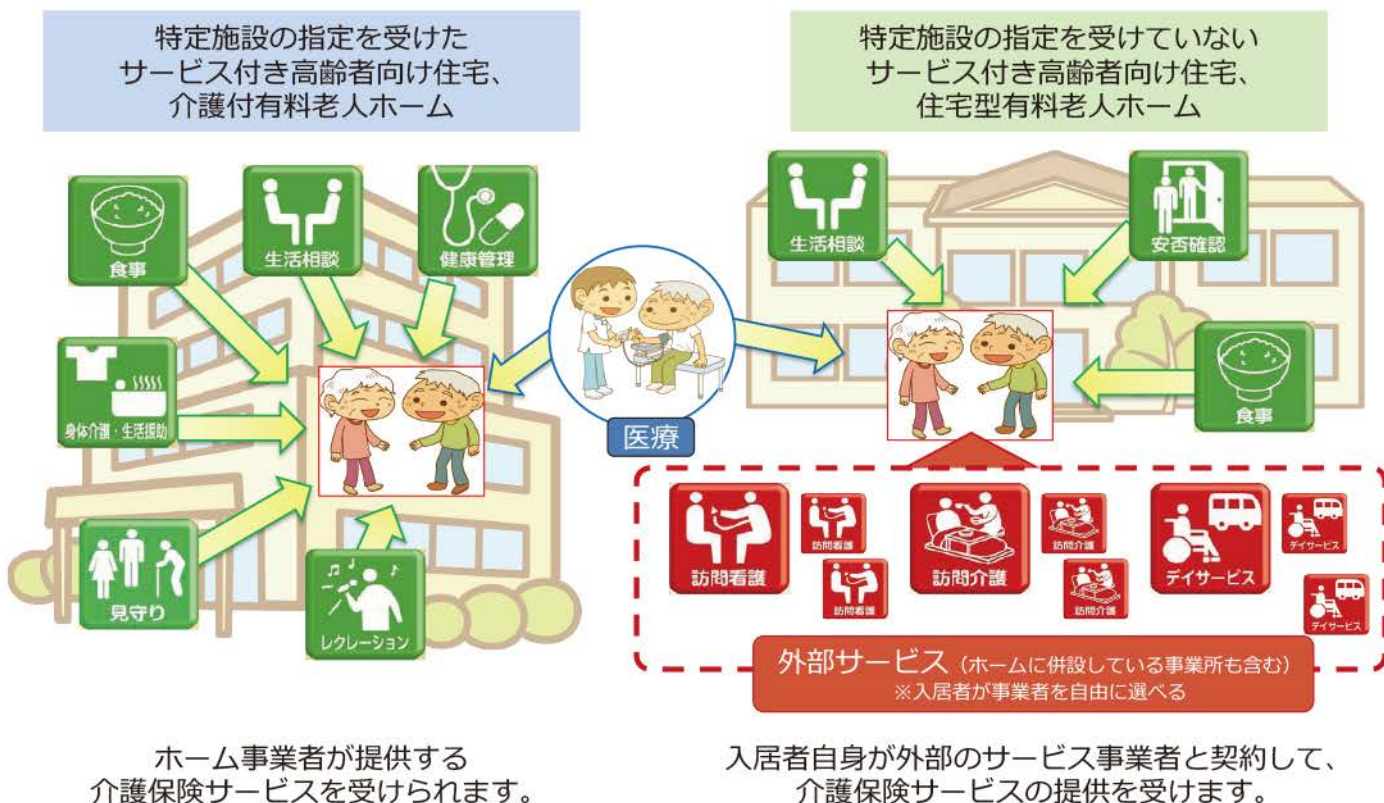 特定施設の指定を受けた
サービス付き高齢者向け住宅、
介護付有料老人ホーム
特定施設の指定を受けていない
サービス付き高齢者向け住宅、
住宅型有料老人ホーム
食事
生活相談
健康管理
身体介護・生活援助
見守り
レクレーション
医療
生活相談
安否確認
食事
訪問看護
訪問看護
訪問看護
訪問介護
訪問介護
訪問介護
デイサービス
デイサービス
デイサービス
外部サービス（ホームに併設している事業所も含む）
※入居者が事業者を自由に選べる
ホーム事業者が提供する
介護保険サービスを受けられます。
入居者自身が外部のサービス事業者と契約して、
介護保険サービスの提供を受けます。